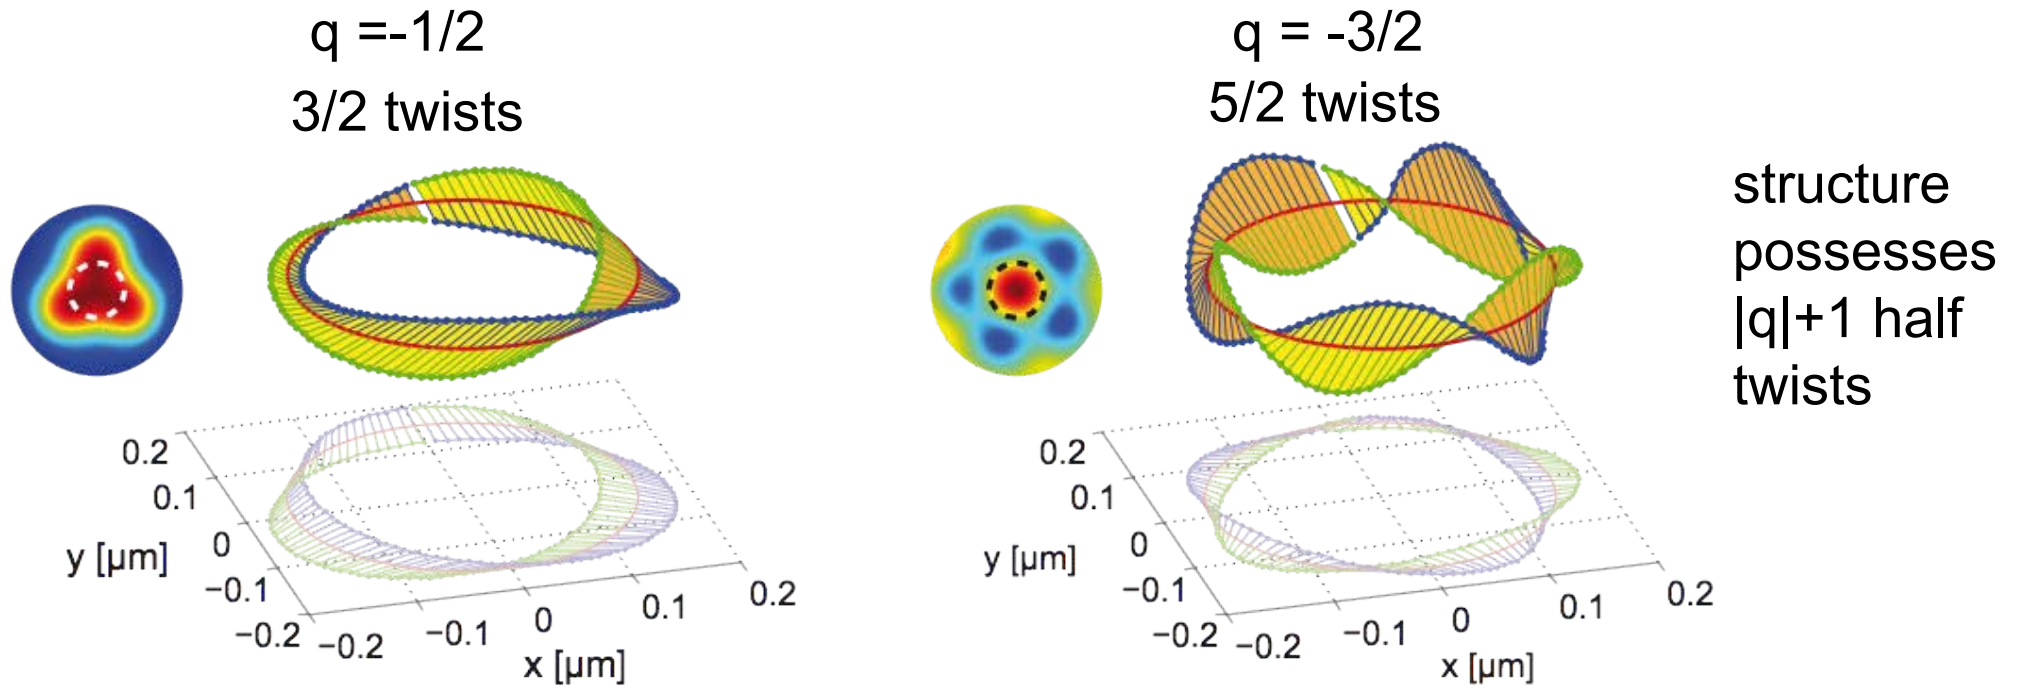 q =-1/2
3/2 twists
q = -3/2
5/2 twists
structure
possesses
|q|+1 half
twists
0.2
0.1
0
−0.1
−0.2
y [μm]
−0.2
−0.1
0
0.1
0.2
x [μm]
0.2
0.1
0
−0.1
−0.2
y [μm]
−0.2
−0.1
0
0.1
0.2
x [μm]